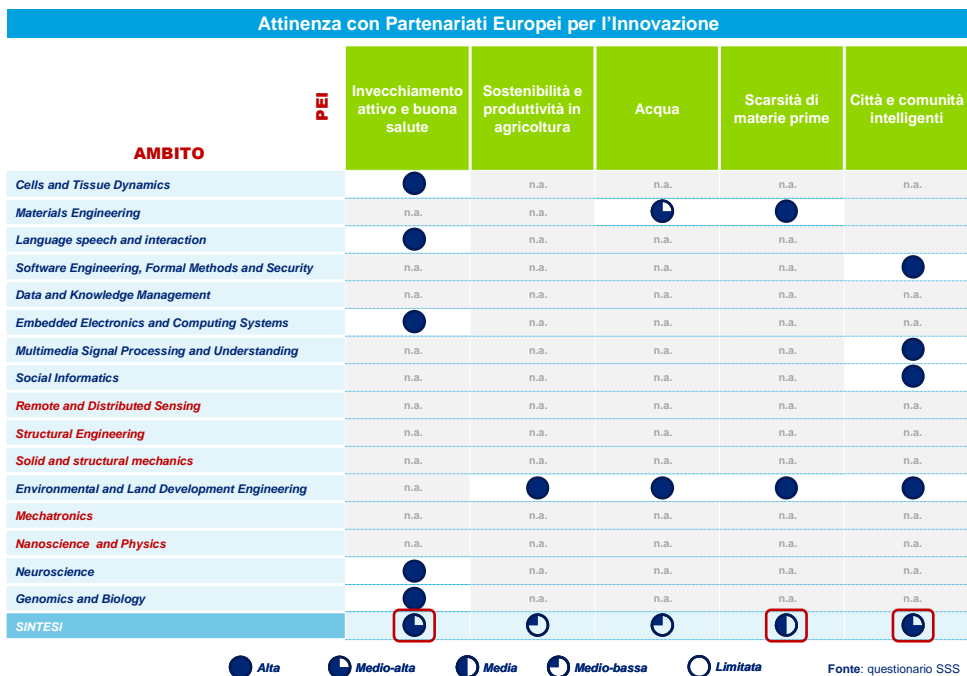 Attinenza con Partenariati Europei per l'Innovazione
PEI
AMBITO
Invecchiamento
attivo e buona
salute
Sostenibilità e
produttività in
agricoltura
Acqua
Scarsità di
materie prime
Città e comunità
intelligenti
Cells and Tissue Dynamics n.a. n.a. n.a. n.a.
Materials Engineering n.a. n.a.
Language speech and interaction n.a. n.a. n.a.
Software Engineering, Formal Methods and Security n.a. n.a. n.a. n.a.
Data and Knowledge Management n.a. n.a. n.a. n.a. n.a.
Embedded Electronics and Computing Systems n.a. n.a. n.a. n.a.
Multimedia Signal Processing and Understanding n.a. n.a. n.a. n.a.
Social Informatics n.a. n.a. n.a. n.a.
Remote and Distributed Sensing n.a. n.a. n.a. n.a. n.a.
Structural Engineering n.a. n.a. n.a. n.a. n.a.
Solid and structural mechanics n.a. n.a. n.a. n.a. n.a.
Environmental and Land Development Engineering n.a.
Mechatronics n.a. n.a. n.a. n.a. n.a.
Nanoscience and Physics n.a. n.a. n.a. n.a. n.a.
Neuroscience n.a. n.a. n.a. n.a.
Genomics and Biology n.a. n.a. n.a. n.a.
SINTESI
Alta Medio-alta Media Medio-bassa Limitata Fonte: questionario SSS